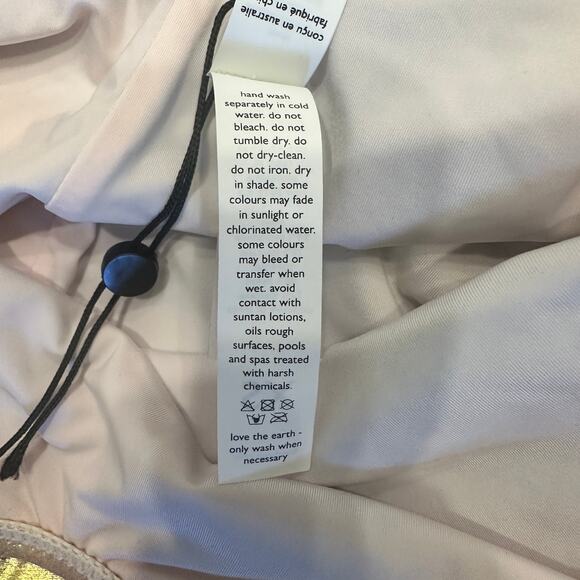 conçu en australie
fabriqué en chi
hand wash
separately in cold
water. do not
bleach. do not
tumble dry. do
not dry-clean.
do not iron. dry
in shade. some
colours may fade
in sunlight or
chlorinated water.
some colours
may bleed or
transfer when
wet. avoid
contact with
suntan lotions,
oils rough
surfaces, pools
and spas treated
with harsh
chemicals.
love the earth -
only wash when
necessary